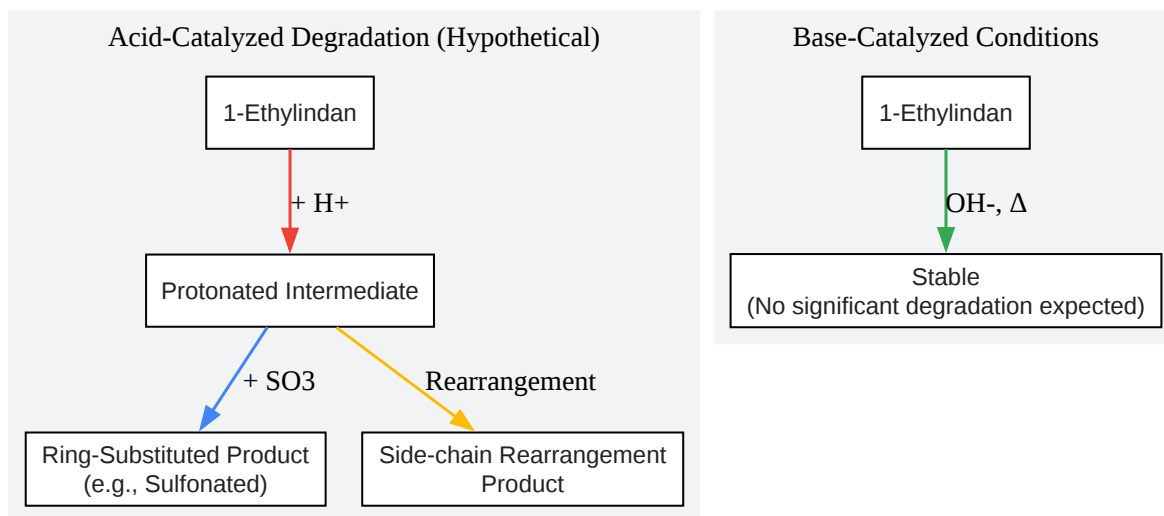 Acid-Catalyzed Degradation (Hypothetical)
1-Ethylindan
+ H+
Protonated Intermediate
+ SO3
Rearrangement
Ring-Substituted Product
(e.g., Sulfonated)
Side-chain Rearrangement
Product
Base-Catalyzed Conditions
1-Ethylindan
OH-, Δ
Stable
(No significant degradation expected)